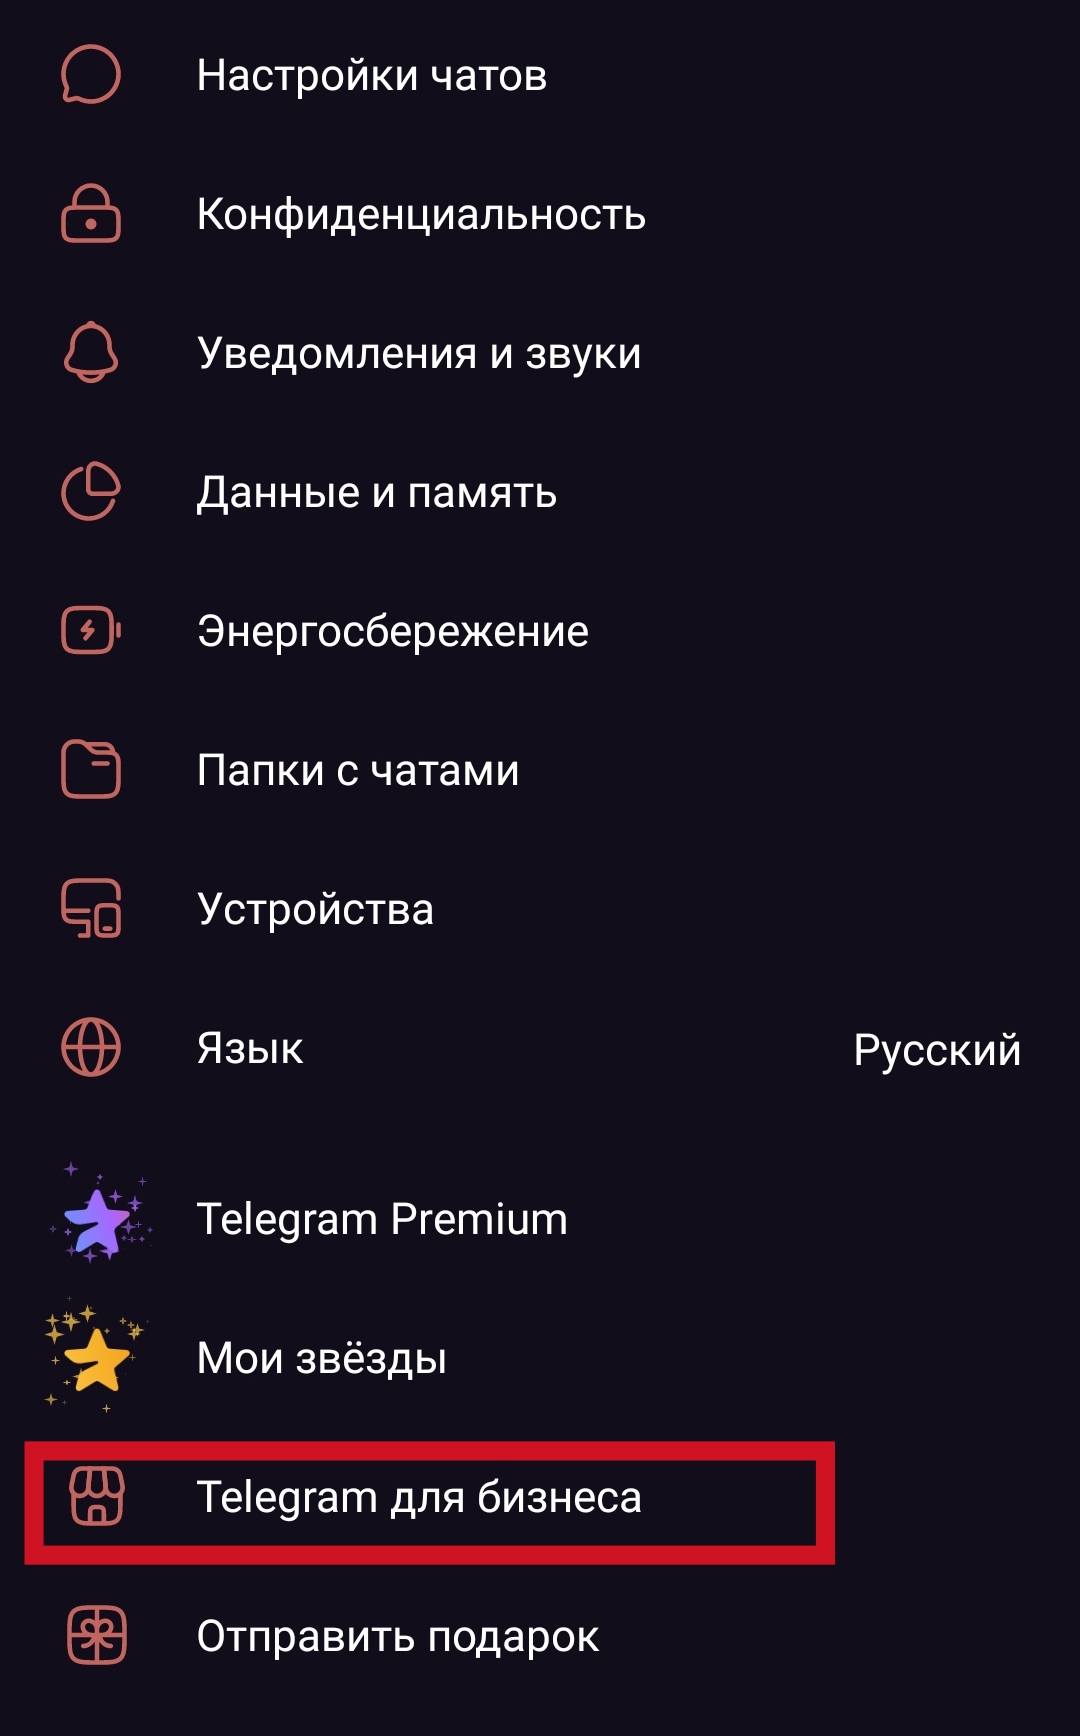 Настройки чатов
Конфиденциальность
Уведомления и звуки
Данные и память
Энергосбережение
Папки с чатами
Устройства
Язык Русский
Telegram Premium
Мои звёзды
Telegram для бизнеса
Отправить подарок